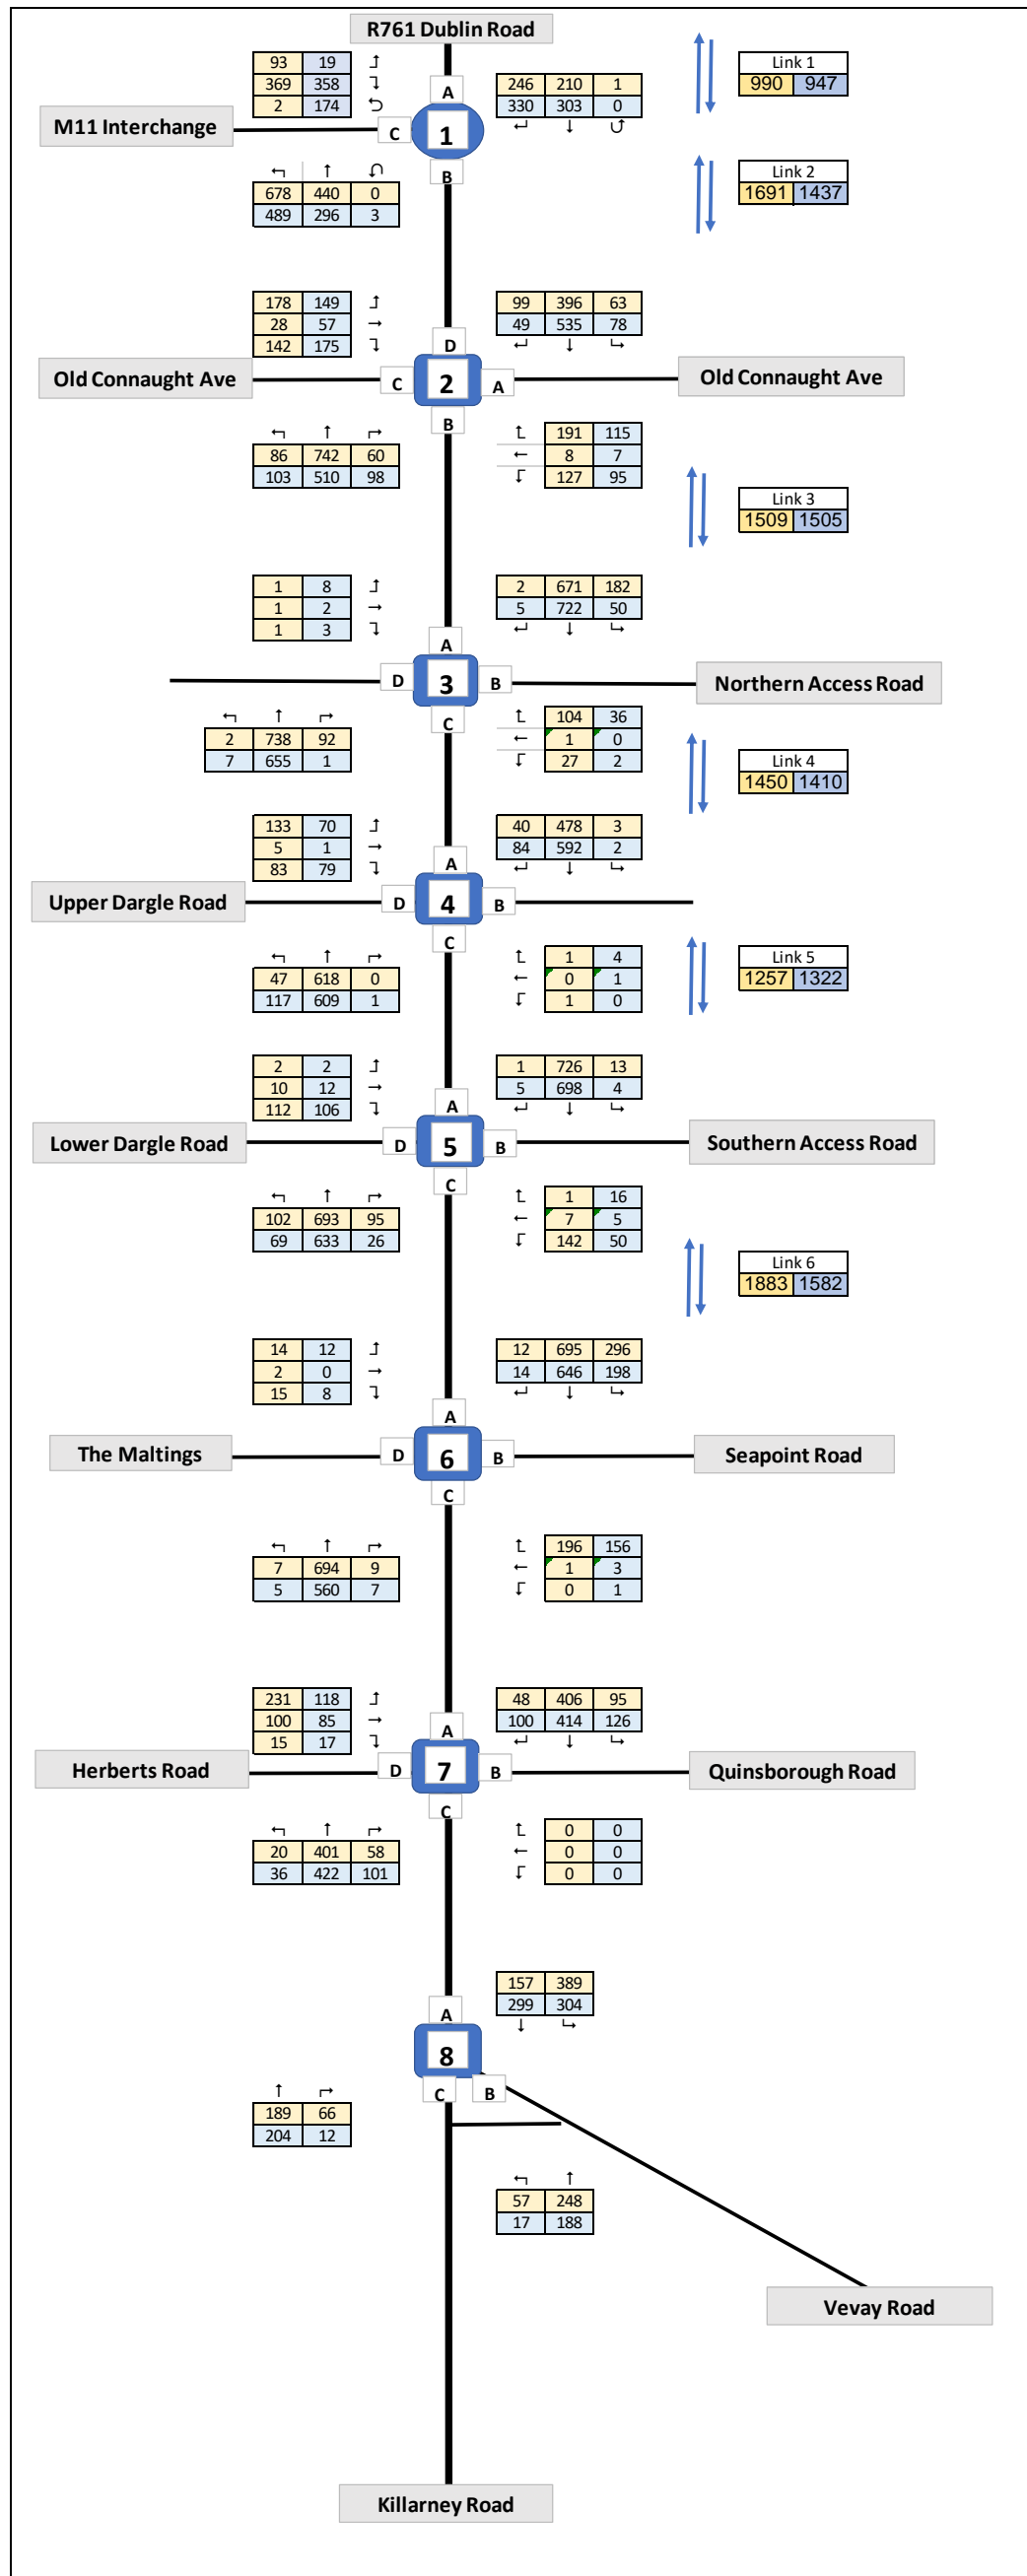 R761 Dublin Road
93 19 ↰
369 358 ↴
2 174 ⮌
A
246 210 1
330 303 0
↵ ↓ ⮍
Link 1
990 947
M11 Interchange
C
1
B
Link 2
1691 1437
↰ ↑ ↶
678 440 0
489 296 3
178 149 ↑
28 57 →
142 175 ↴
99 396 63
49 535 78
↵ ↓ ↳
D
Old Connaught Ave
C
2
A
Old Connaught Ave
B
↰ ↑ ↱
86 742 60
103 510 98
↑ 191 115
← 8 7
↓ 127 95
Link 3
1509 1505
1 8 ↑
1 2 →
1 3 ↴
2 671 182
5 722 50
↵ ↓ ↳
A
D
3
B
Northern Access Road
C
↰ ↑ ↱
2 738 92
7 655 1
↑ 104 36
← 1 0
↓ 27 2
Link 4
1450 1410
133 70 ↑
5 1 →
83 79 ↴
40 478 3
84 592 2
↵ ↓ ↳
A
Upper Dargle Road
D
4
B
C
↰ ↑ ↱
47 618 0
117 609 1
↑ 1 4
← 0 1
↓ 1 0
Link 5
1257 1322
2 2 ↑
10 12 →
112 106 ↴
1 726 13
5 698 4
↵ ↓ ↳
A
Lower Dargle Road
D
5
B
Southern Access Road
C
↰ ↑ ↱
102 693 95
69 633 26
↑ 1 16
← 7 5
↓ 142 50
Link 6
1883 1582
14 12 ↑
2 0 →
15 8 ↴
12 695 296
14 646 198
↵ ↓ ↳
A
The Maltings
D
6
B
Seapoint Road
C
↰ ↑ ↱
7 694 9
5 560 7
↑ 196 156
← 1 3
↓ 0 1
231 118 ↑
100 85 →
15 17 ↴
48 406 95
100 414 126
↵ ↓ ↳
A
Herberts Road
D
7
B
Quinsborough Road
C
↰ ↑ ↱
20 401 58
36 422 101
↑ 0 0
← 0 0
↓ 0 0
157 389
299 304
↓ ↳
A
8
C
B
↑ ↱
189 66
204 12
↰ ↑
57 248
17 188
Vevay Road
Killarney Road